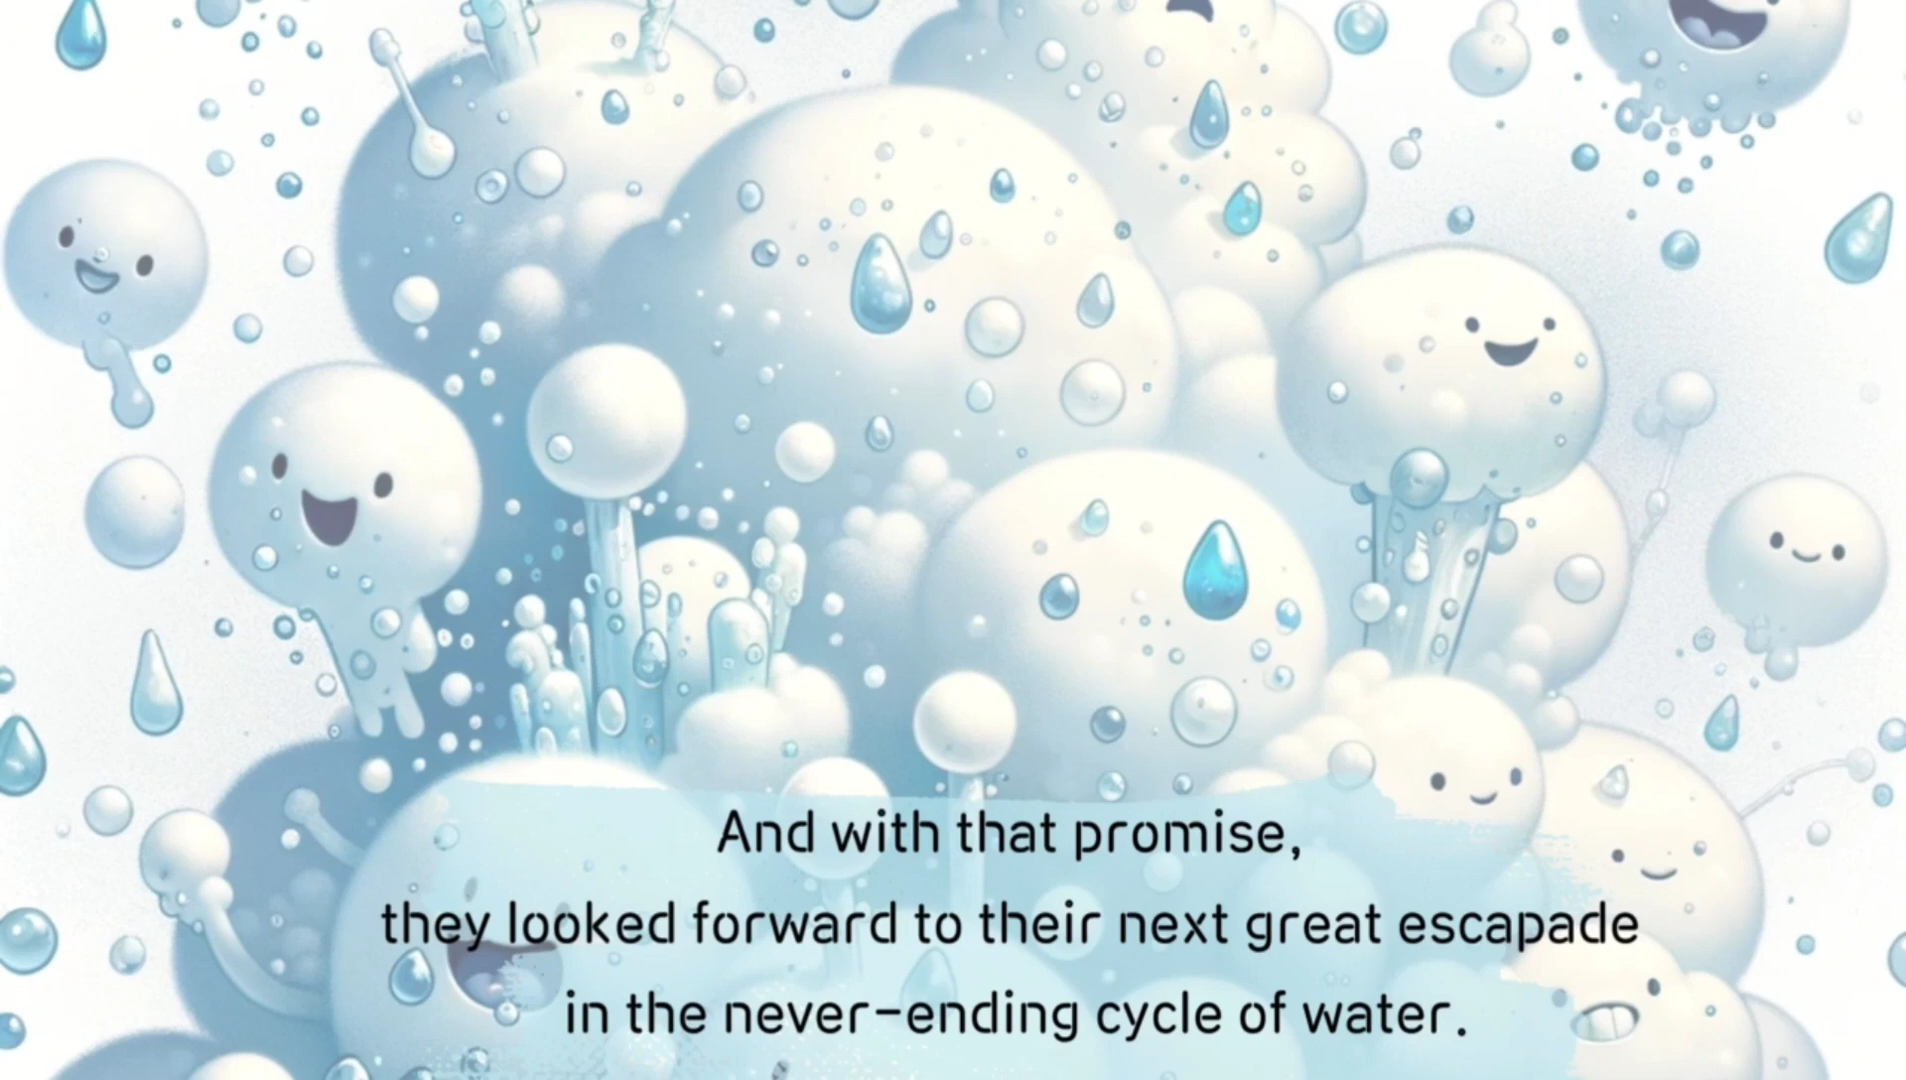 And with that promise,
they looked forward to their next great escapade
in the never-ending cycle of water.